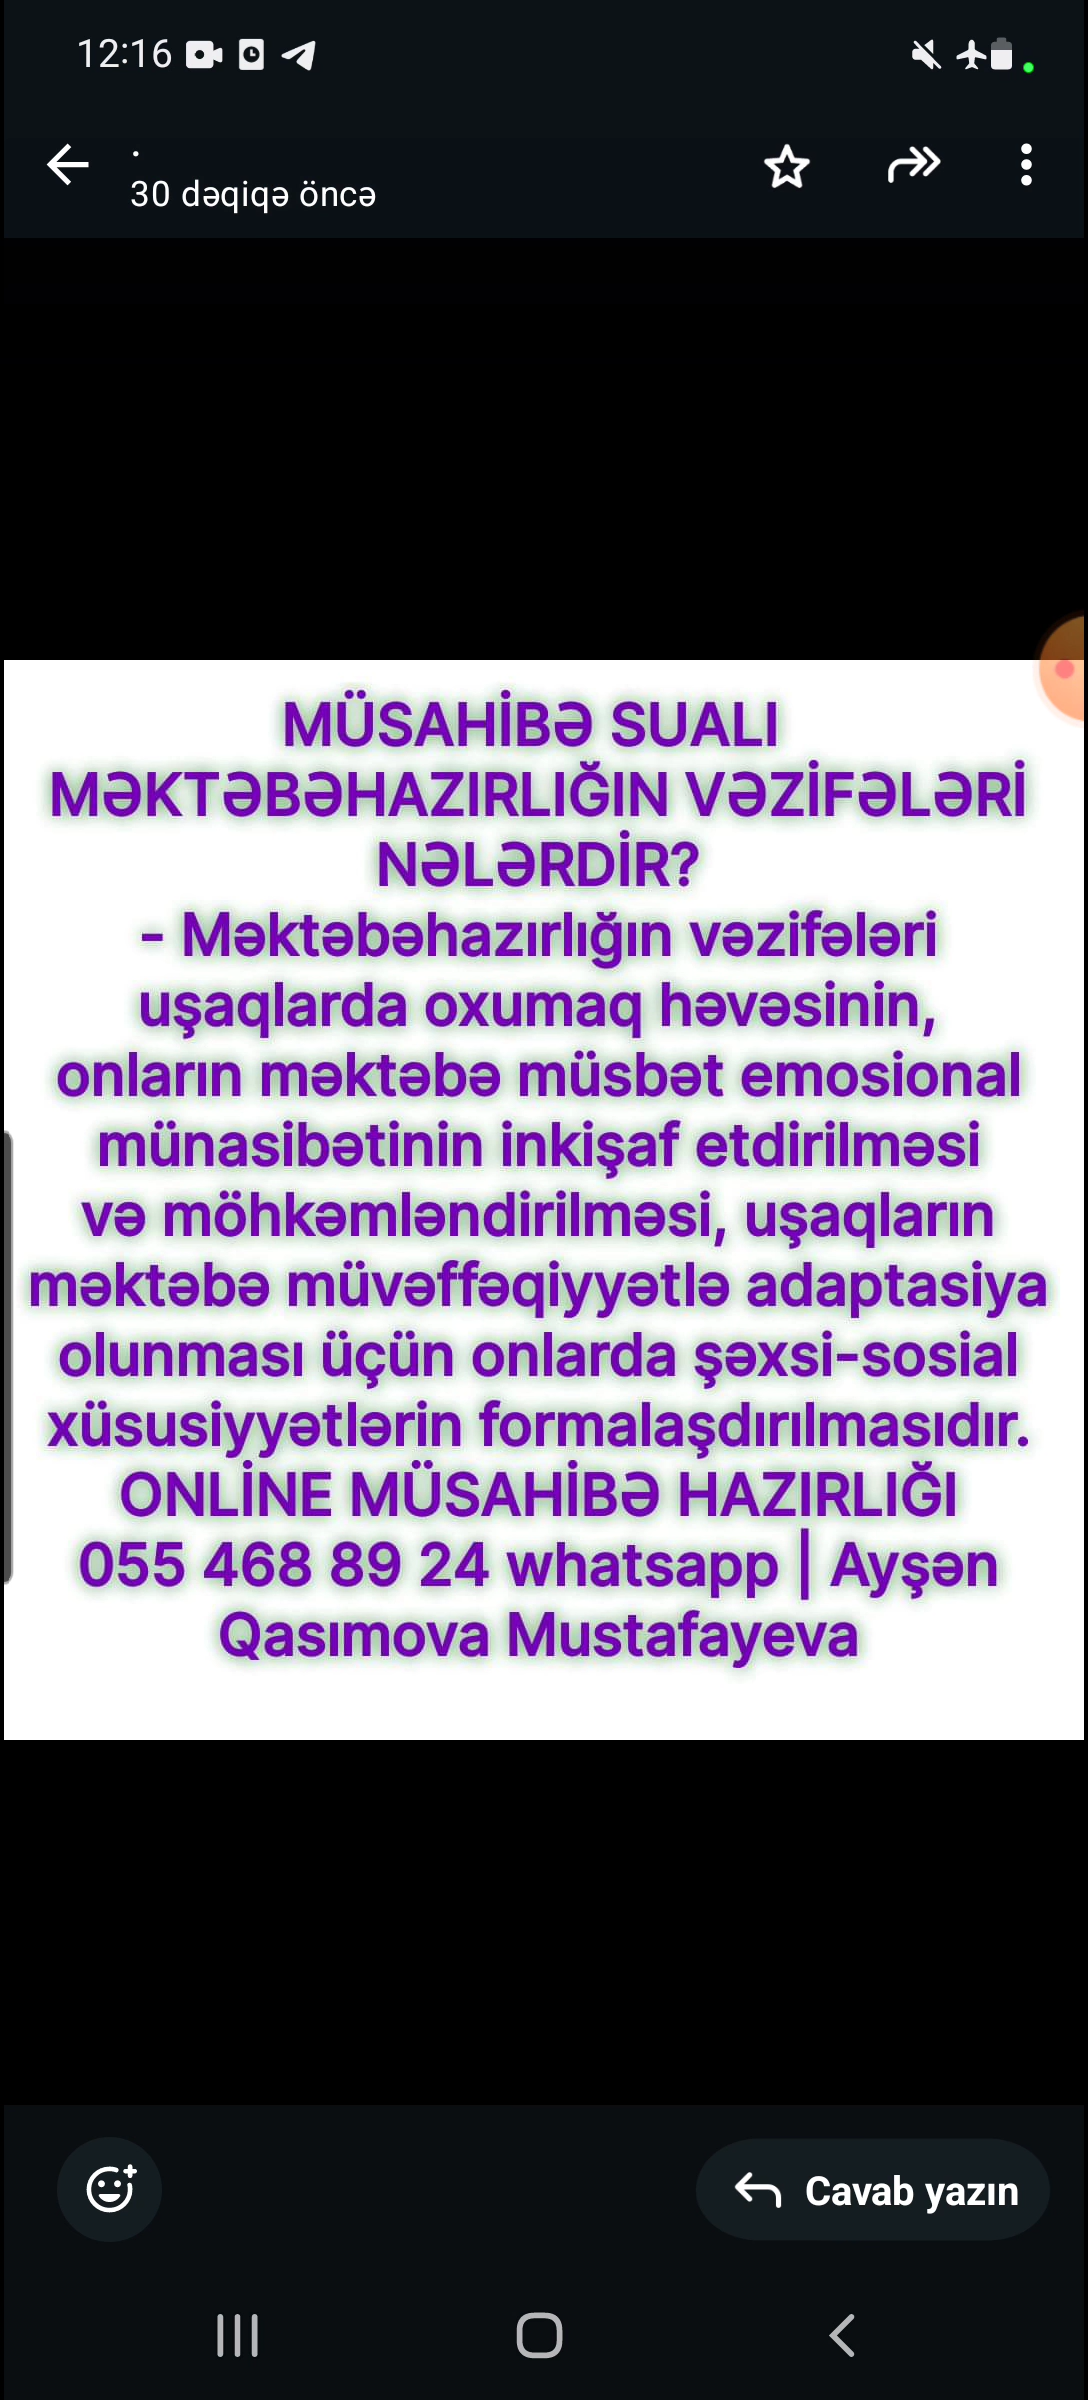 12:16
.
30 dəqiqə öncə
MÜSAHİBƏ SUALI
MƏKTƏBƏHAZIRLIĞIN VƏZİFƏLƏRİ
NƏLƏRDİR?
- Məktəbəhazırlığın vəzifələri
uşaqlarda oxumaq həvəsinin,
onların məktəbə müsbət emosional
münasibətinin inkişaf etdirilməsi
və möhkəmləndirilməsi, uşaqların
məktəbə müvəffəqiyyətlə adaptasiya
olunması üçün onlarda şəxsi-sosial
xüsusiyyətlərin formalaşdırılmasıdır.
ONLİNE MÜSAHİBƏ HAZIRLIĞI
055 468 89 24 whatsapp | Ayşən
Qasımova Mustafayeva
Cavab yazın